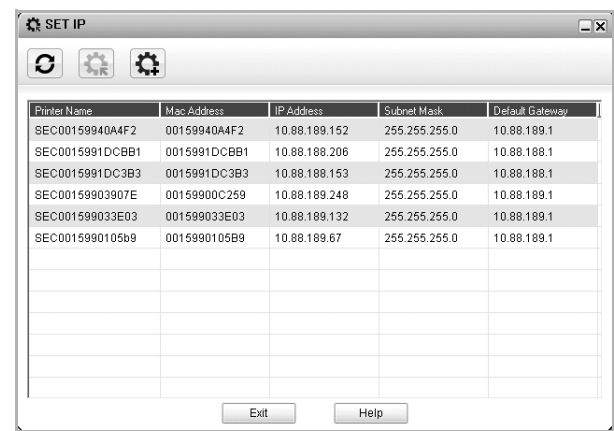 SET IP
Printer Name Mac Address IP Address Subnet Mask Default Gateway
SEC00159940A4F2 00159940A4F2 10.88.189.152 255.255.255.0 10.88.189.1
SEC0015991DCBB1 0015991DCBB1 10.88.188.206 255.255.255.0 10.88.188.1
SEC0015991DC3B3 0015991DC3B3 10.88.188.153 255.255.255.0 10.88.189.1
SEC00159903907E 00159900C259 10.88.189.248 255.255.255.0 10.88.189.1
SEC001599033E03 001599033E03 10.88.189.132 255.255.255.0 10.88.189.1
SEC0015990105b9 0015990105B9 10.88.189.67 255.255.255.0 10.88.189.1
Exit Help